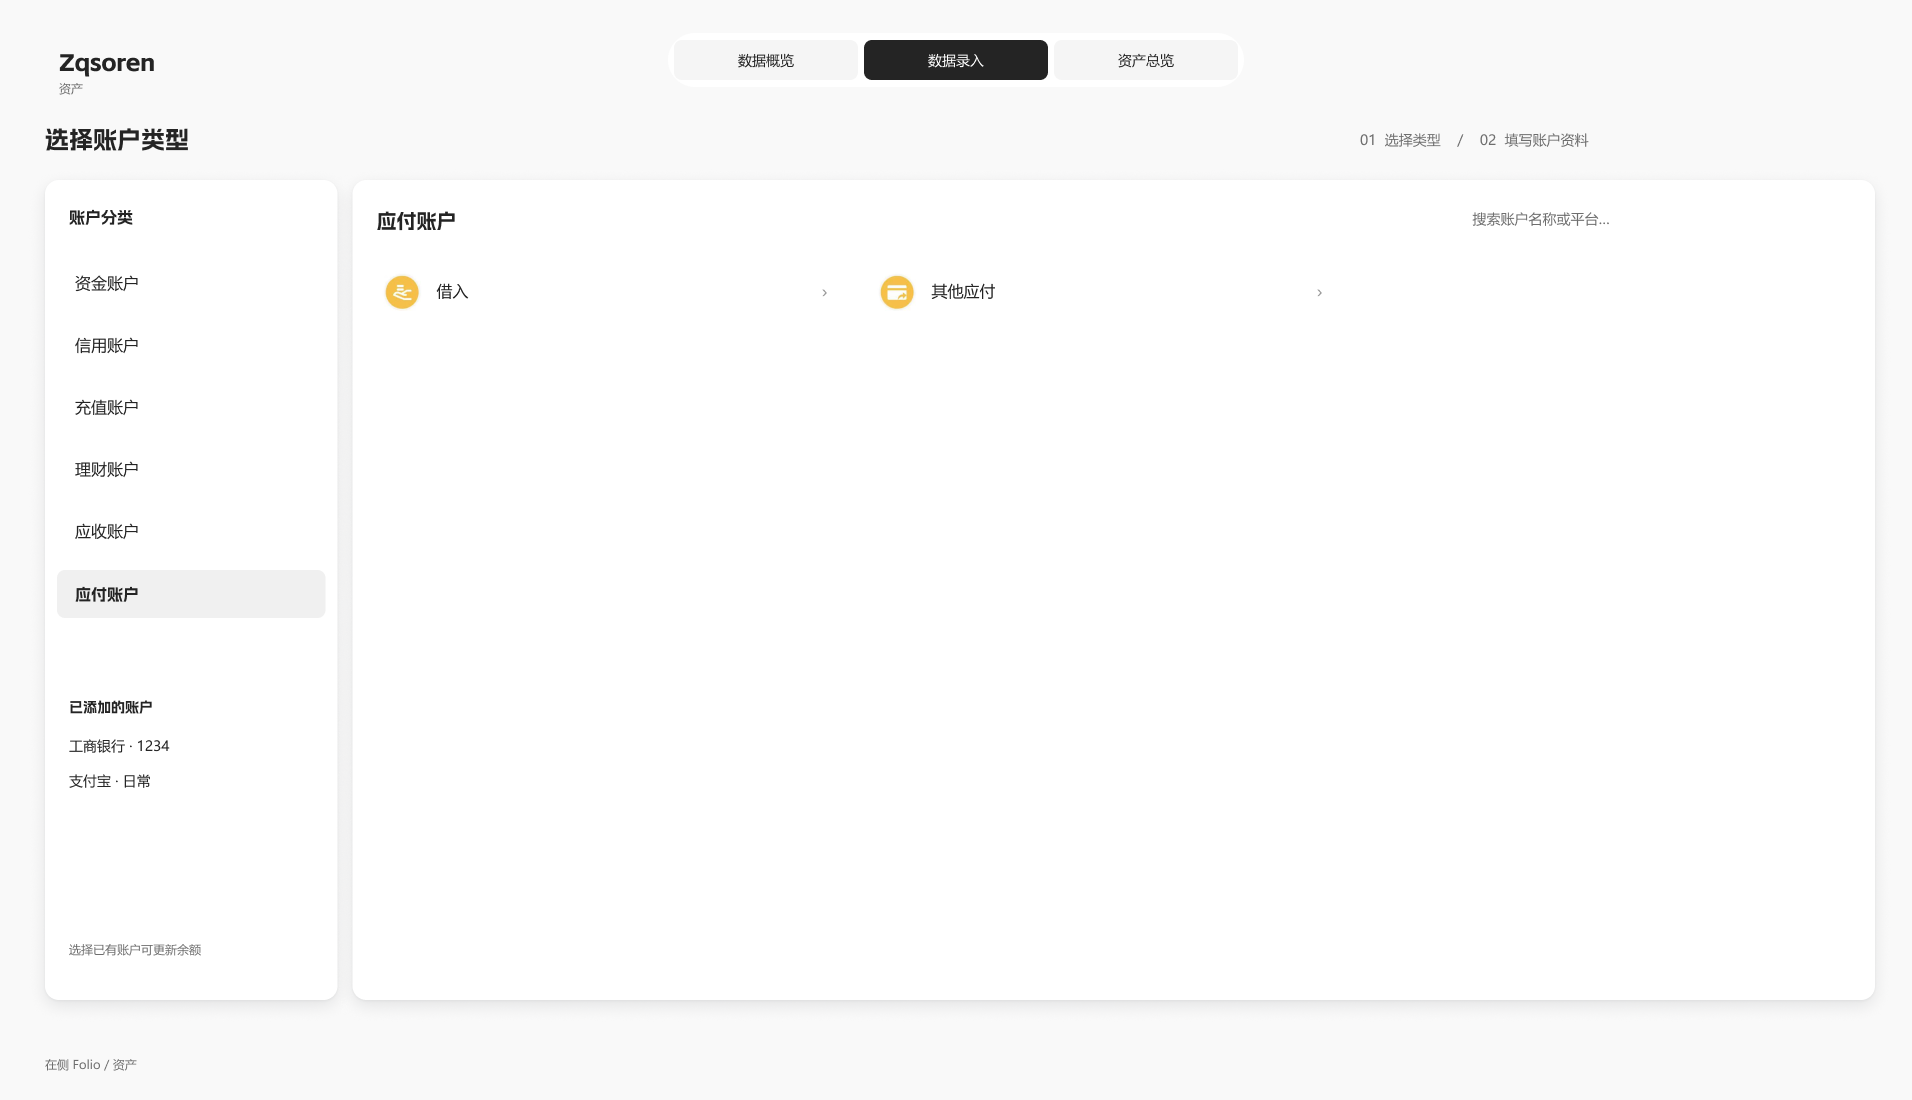 Zqsoren
资产
数据概览
数据录入
资产总览
选择账户类型
01 选择类型 / 02 填写账户资料
账户分类
资金账户
信用账户
充值账户
理财账户
应收账户
应付账户
已添加的账户
工商银行 · 1234
支付宝 · 日常
选择已有账户可更新余额
应付账户
搜索账户名称或平台...
借入 ›
其他应付 ›
在侧 Folio / 资产